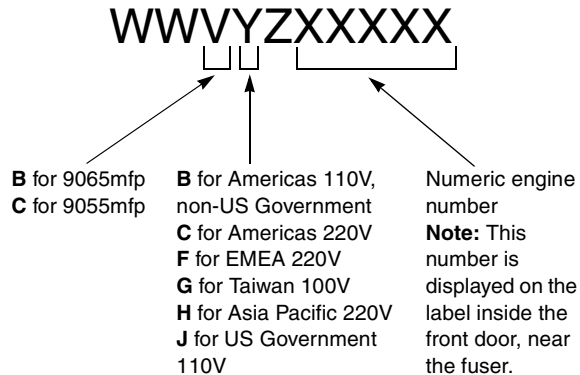 WWVYZXXXXX
B for 9065mfp
C for 9055mfp
B for Americas 110V,
non-US Government
C for Americas 220V
F for EMEA 220V
G for Taiwan 100V
H for Asia Pacific 220V
J for US Government
110V
Numeric engine
number
Note: This
number is
displayed on the
label inside the
front door, near
the fuser.